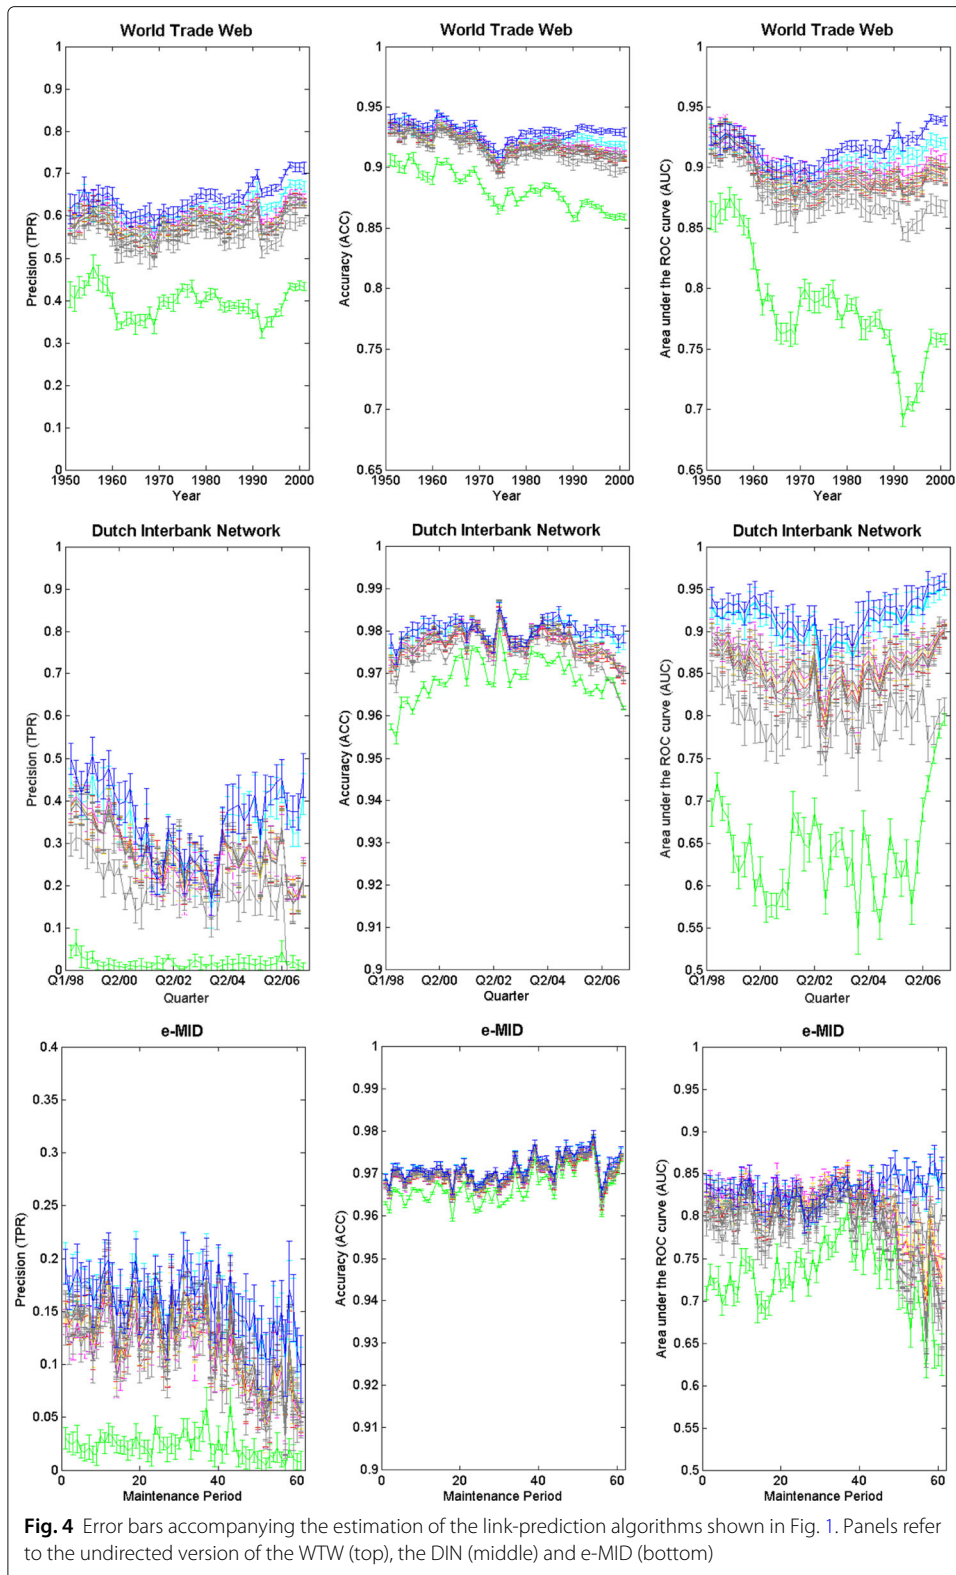 World Trade Web
World Trade Web
World Trade Web
Precision (TPR)
1
0.9
0.8
0.7
0.6
0.5
0.4
0.3
0.2
0.1
0
1950 1960 1970 1980 1990 2000
Year
Accuracy (ACC)
1
0.95
0.9
0.85
0.8
0.75
0.7
0.65
1950 1960 1970 1980 1990 2000
Year
Area under the ROC curve (AUC)
1
0.95
0.9
0.85
0.8
0.75
0.7
0.65
1950 1960 1970 1980 1990 2000
Year
Dutch Interbank Network
Dutch Interbank Network
Dutch Interbank Network
Precision (TPR)
1
0.9
0.8
0.7
0.6
0.5
0.4
0.3
0.2
0.1
0
Q1/98 Q2/00 Q2/02 Q2/04 Q2/06
Quarter
Accuracy (ACC)
1
0.99
0.98
0.97
0.96
0.95
0.94
0.93
0.92
0.91
0.9
Q1/98 Q2/00 Q2/02 Q2/04 Q2/06
Quarter
Area under the ROC curve (AUC)
1
0.95
0.9
0.85
0.8
0.75
0.7
0.65
0.6
0.55
0.5
Q1/98 Q2/00 Q2/02 Q2/04 Q2/06
Quarter
e-MID
e-MID
e-MID
Precision (TPR)
0.4
0.35
0.3
0.25
0.2
0.15
0.1
0.05
0
0 20 40 60
Maintenance Period
Accuracy (ACC)
1
0.99
0.98
0.97
0.96
0.95
0.94
0.93
0.92
0.91
0.9
0 20 40 60
Maintenance Period
Area under the ROC curve (AUC)
1
0.95
0.9
0.85
0.8
0.75
0.7
0.65
0.6
0.55
0.5
0 20 40 60
Maintenance Period
Fig. 4 Error bars accompanying the estimation of the link-prediction algorithms shown in Fig. 1. Panels refer
to the undirected version of the WTW (top), the DIN (middle) and e-MID (bottom)